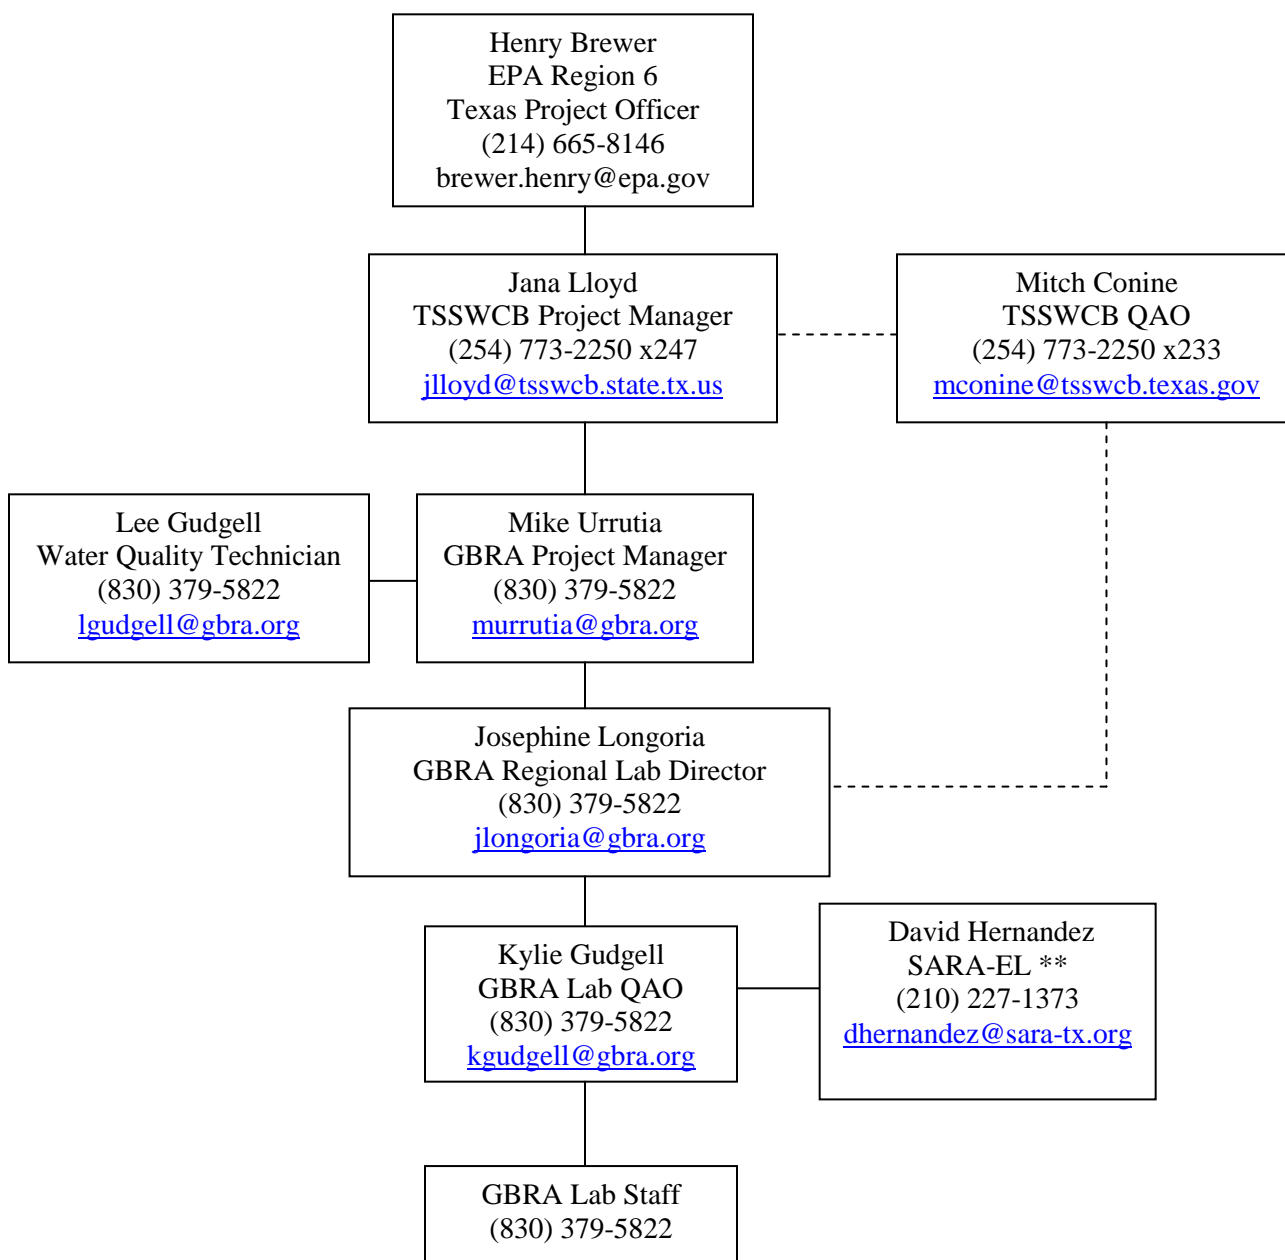 Henry Brewer
EPA Region 6
Texas Project Officer
(214) 665-8146
brewer.henry@epa.gov
Jana Lloyd
TSSWCB Project Manager
(254) 773-2250 x247
jlloyd@tsswcb.state.tx.us
Mitch Conine
TSSWCB QAO
(254) 773-2250 x233
mconine@tsswcb.texas.gov
Lee Gudgell
Water Quality Technician
(830) 379-5822
lgudgell@gbra.org
Mike Urrutia
GBRA Project Manager
(830) 379-5822
murrutia@gbra.org
Josephine Longoria
GBRA Regional Lab Director
(830) 379-5822
jlongoria@gbra.org
Kylie Gudgell
GBRA Lab QAO
(830) 379-5822
kgudgell@gbra.org
David Hernandez
SARA-EL **
(210) 227-1373
dhernandez@sara-tx.org
GBRA Lab Staff
(830) 379-5822